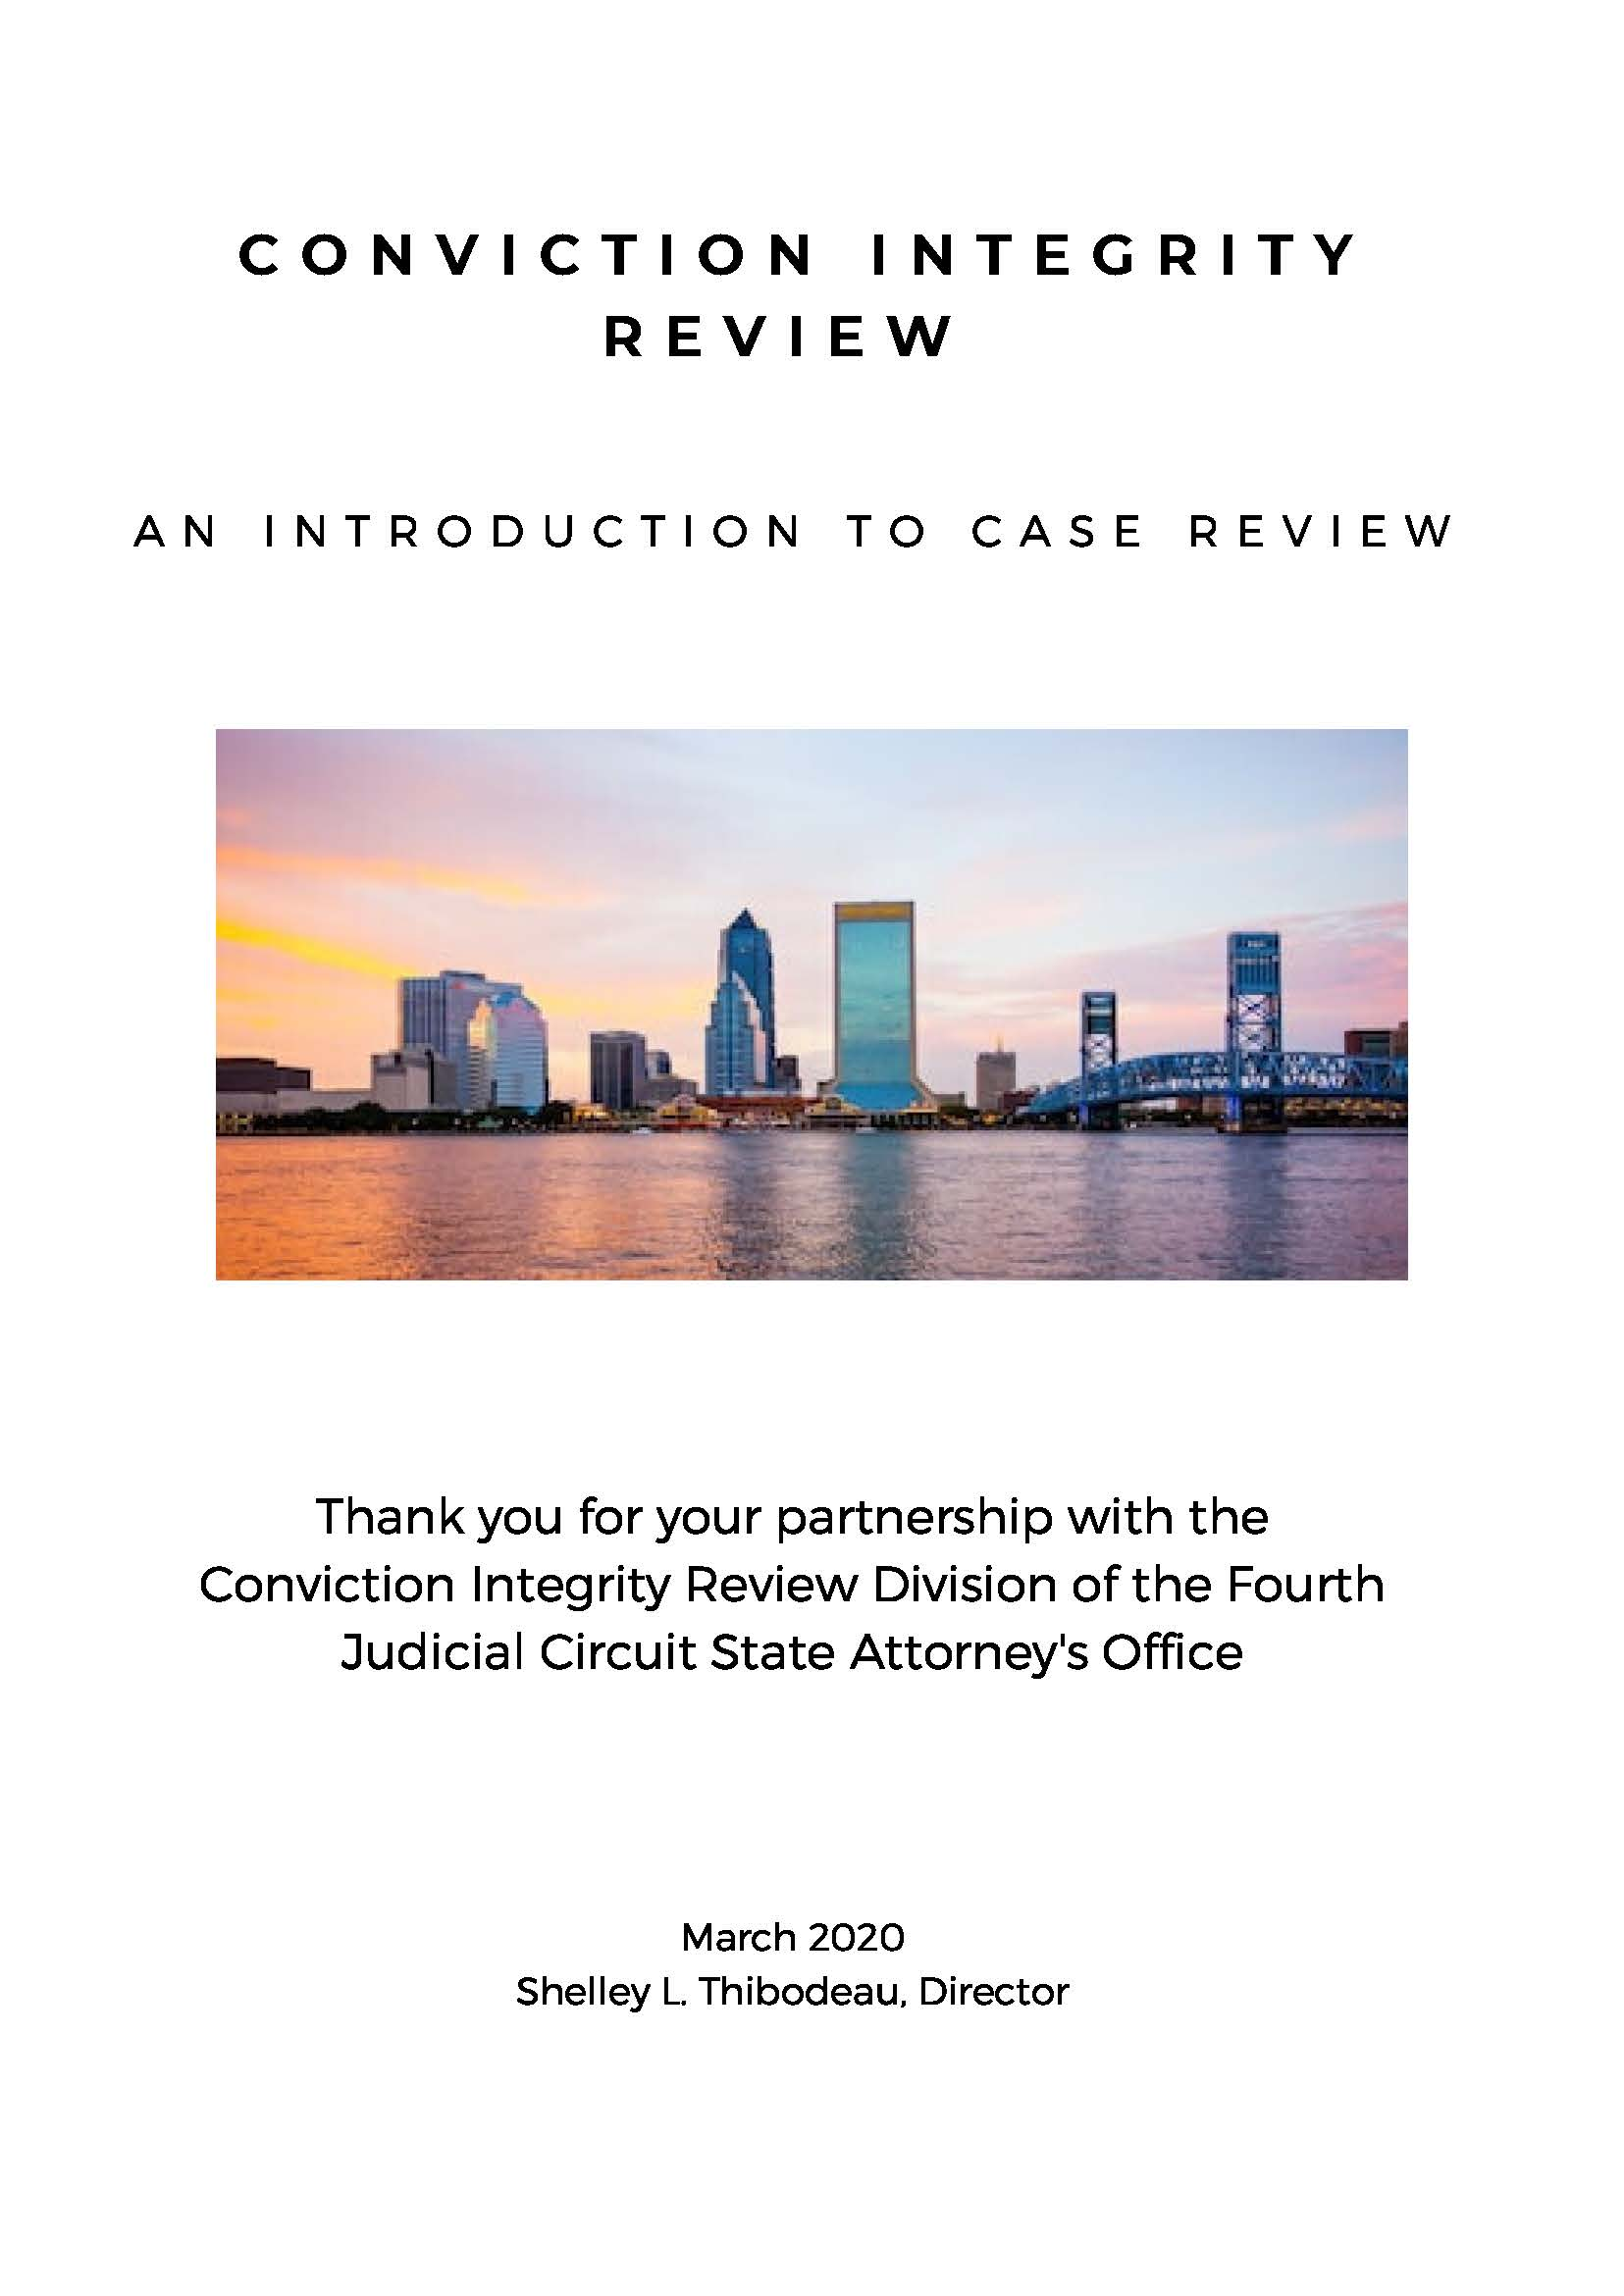 CONVICTION INTEGRITY
REVIEW
AN INTRODUCTION TO CASE REVIEW
Thank you for your partnership with the
Conviction Integrity Review Division of the Fourth
Judicial Circuit State Attorney's Office
March 2020
Shelley L. Thibodeau, Director